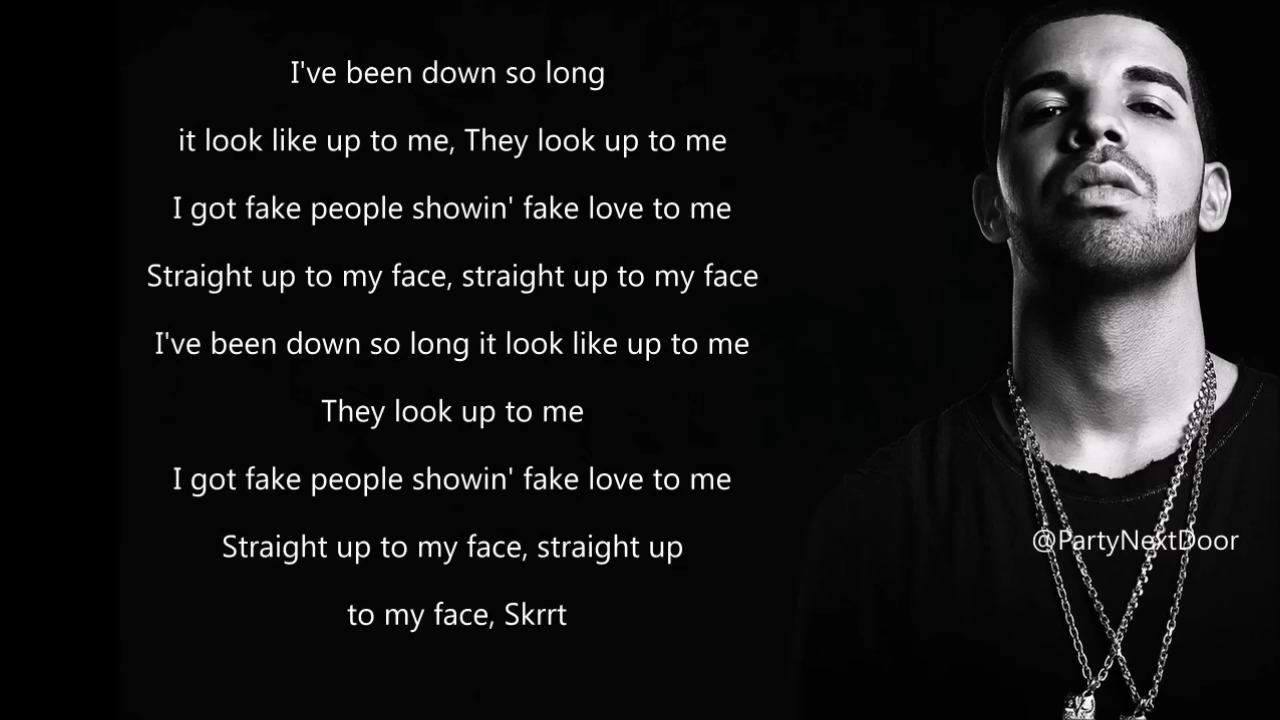 I've been down so long
it look like up to me, They look up to me
I got fake people showin' fake love to me
Straight up to my face, straight up to my face
I've been down so long it look like up to me
They look up to me
I got fake people showin' fake love to me
Straight up to my face, straight up
to my face, Skrrt
@PartyNextDoor